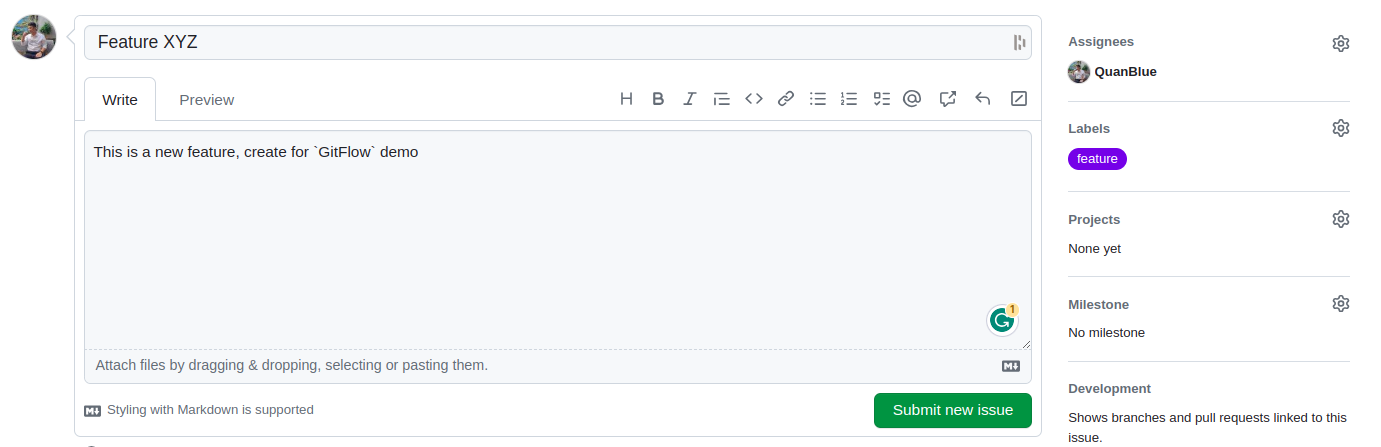 Feature XYZ
Write
Preview
This is a new feature, create for `GitFlow` demo
1
Attach files by dragging & dropping, selecting or pasting them.
Styling with Markdown is supported
Submit new issue
Assignees
QuanBlue
Labels
feature
Projects
None yet
Milestone
No milestone
Development
Shows branches and pull requests linked to this
issue.